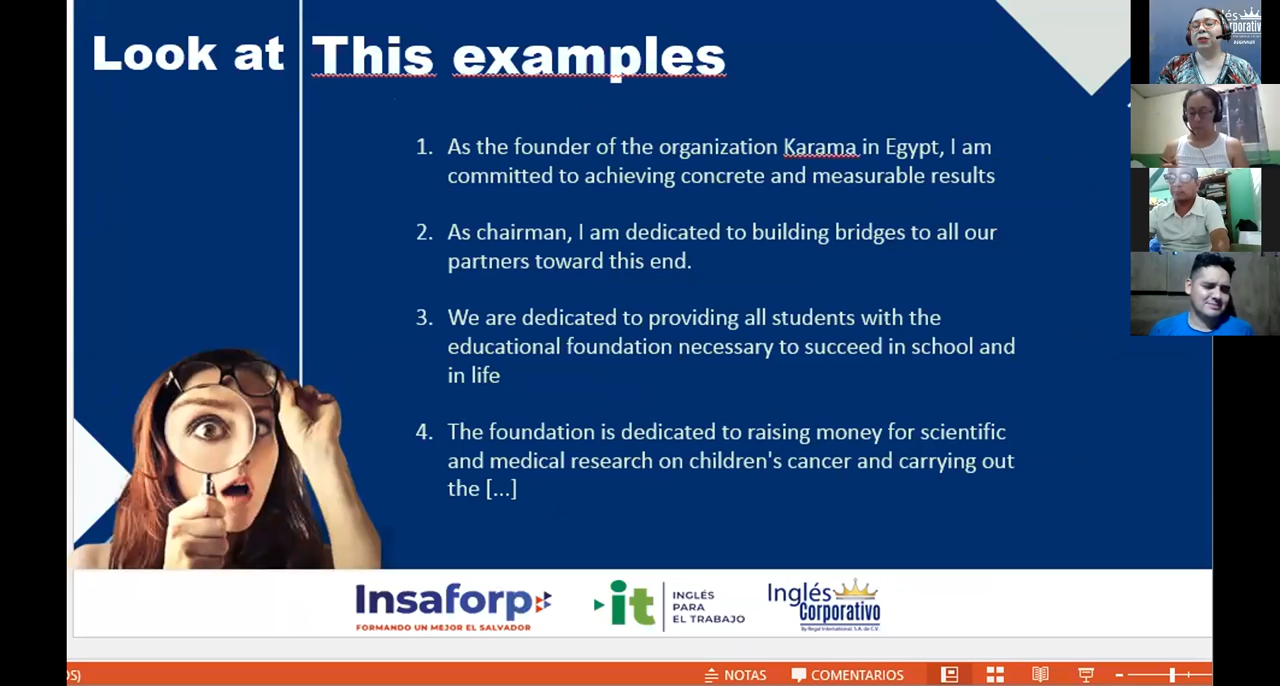 Look at This examples
1. As the founder of the organization Karama in Egypt, I am
committed to achieving concrete and measurable results
2. As chairman, I am dedicated to building bridges to all our
partners toward this end.
3. We are dedicated to providing all students with the
educational foundation necessary to succeed in school and
in life
4. The foundation is dedicated to raising money for scientific
and medical research on children's cancer and carrying out
the [...]
Insaforp
FORMANDO UN MEJOR EL SALVADOR
it
INGLÉS
PARA
EL TRABAJO
Inglés
Corporativo
By Regal International, S.A. de C.V.
NOTAS
COMENTARIOS